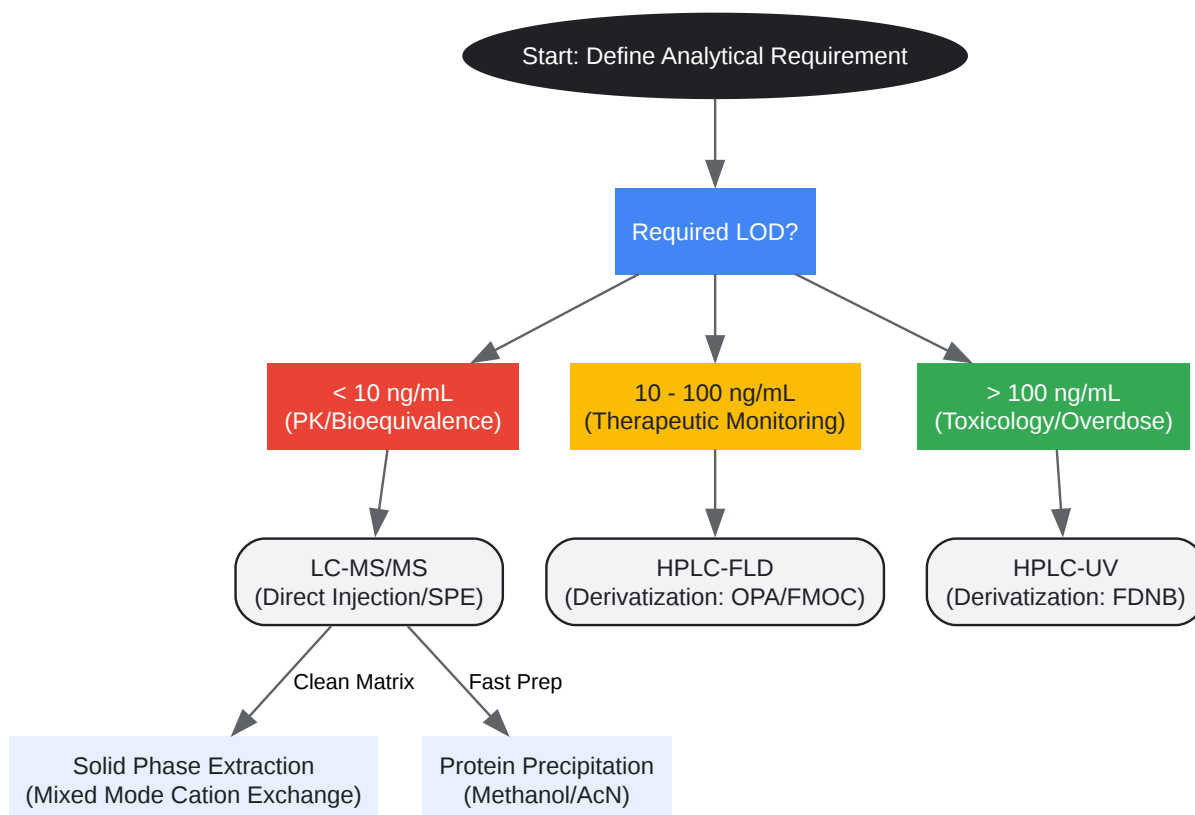 Start: Define Analytical Requirement
Required LOD?
< 10 ng/mL
(PK/Bioequivalence)
10 - 100 ng/mL
(Therapeutic Monitoring)
> 100 ng/mL
(Toxicology/Overdose)
LC-MS/MS
(Direct Injection/SPE)
HPLC-FLD
(Derivatization: OPA/FMOC)
HPLC-UV
(Derivatization: FDNB)
Clean Matrix
Fast Prep
Solid Phase Extraction
(Mixed Mode Cation Exchange)
Protein Precipitation
(Methanol/AcN)